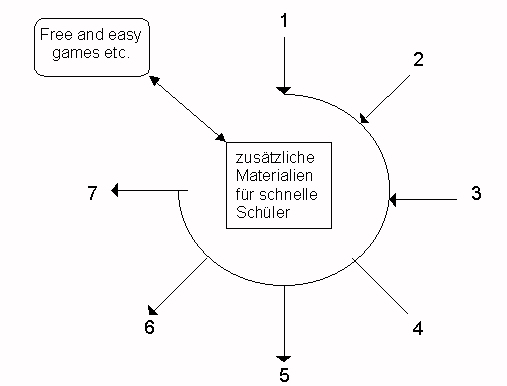 1
Free and easy
games etc.
2
zusätzliche
Materialien
für schnelle
Schüler
7
3
6
4
5